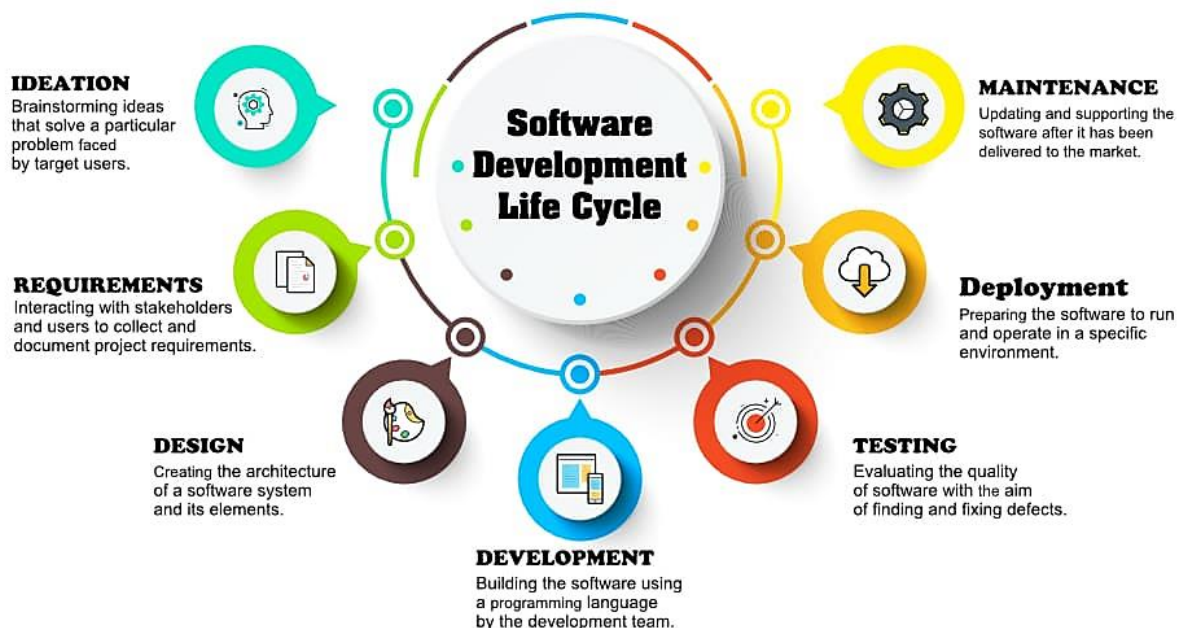 Software
Development
Life Cycle
IDEATION
Brainstorming ideas
that solve a particular
problem faced
by target users.
REQUIREMENTS
Interacting with stakeholders
and users to collect and
document project requirements.
DESIGN
Creating the architecture
of a software system
and its elements.
DEVELOPMENT
Building the software using
a programming language
by the development team.
TESTING
Evaluating the quality
of software with the aim
of finding and fixing defects.
Deployment
Preparing the software to run
and operate in a specific
environment.
MAINTENANCE
Updating and supporting the
software after it has been
delivered to the market.